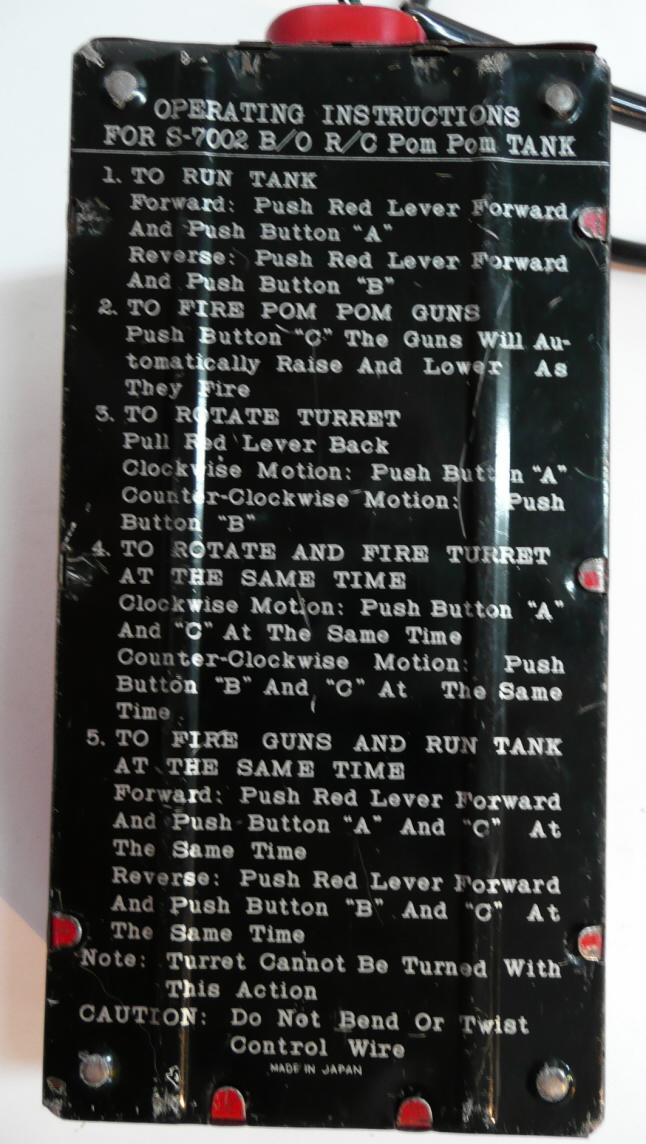 OPERATING INSTRUCTIONS
FOR S-7002 B/O R/C Pom Pom TANK
1. TO RUN TANK
Forward: Push Red Lever Forward
And Push Button "A"
Reverse: Push Red Lever Forward
And Push Button "B"
2. TO FIRE POM POM GUNS
Push Button "C" The Guns Will Au-
tomatically Raise And Lower As
They Fire
3. TO ROTATE TURRET
Pull Red Lever Back
Clockwise Motion: Push Button "A"
Counter-Clockwise Motion: Push
Button "B"
4. TO ROTATE AND FIRE TURRET
AT THE SAME TIME
Clockwise Motion: Push Button "A"
And "C" At The Same Time
Counter-Clockwise Motion: Push
Button "B" And "C" At The Same
Time
5. TO FIRE GUNS AND RUN TANK
AT THE SAME TIME
Forward: Push Red Lever Forward
And Push Button "A" And "C" At
The Same Time
Reverse: Push Red Lever Forward
And Push Button "B" And "C" At
The Same Time
Note: Turret Cannot Be Turned With
This Action
CAUTION: Do Not Bend Or Twist
Control Wire
MADE IN JAPAN